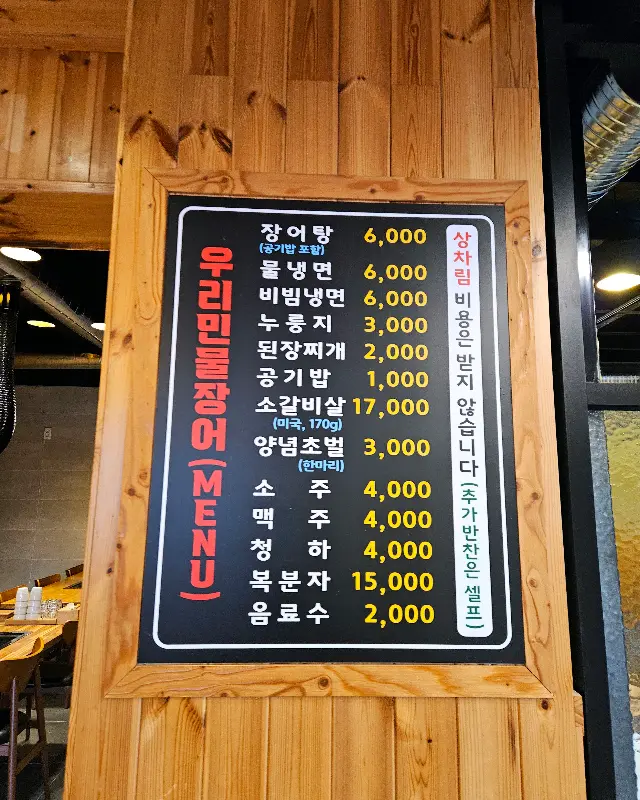 우리민물장어(MENU)
장어탕 6,000
(공기밥 포함)
물냉면 6,000
비빔냉면 6,000
누룽지 3,000
된장찌개 2,000
공기밥 1,000
소갈비살 17,000
(미국, 170g)
양념초벌 3,000
(한마리)
소주 4,000
맥주 4,000
청하 4,000
복분자 15,000
음료수 2,000
상차림 비용은 받지 않습니다 (추가반찬은 셀프)